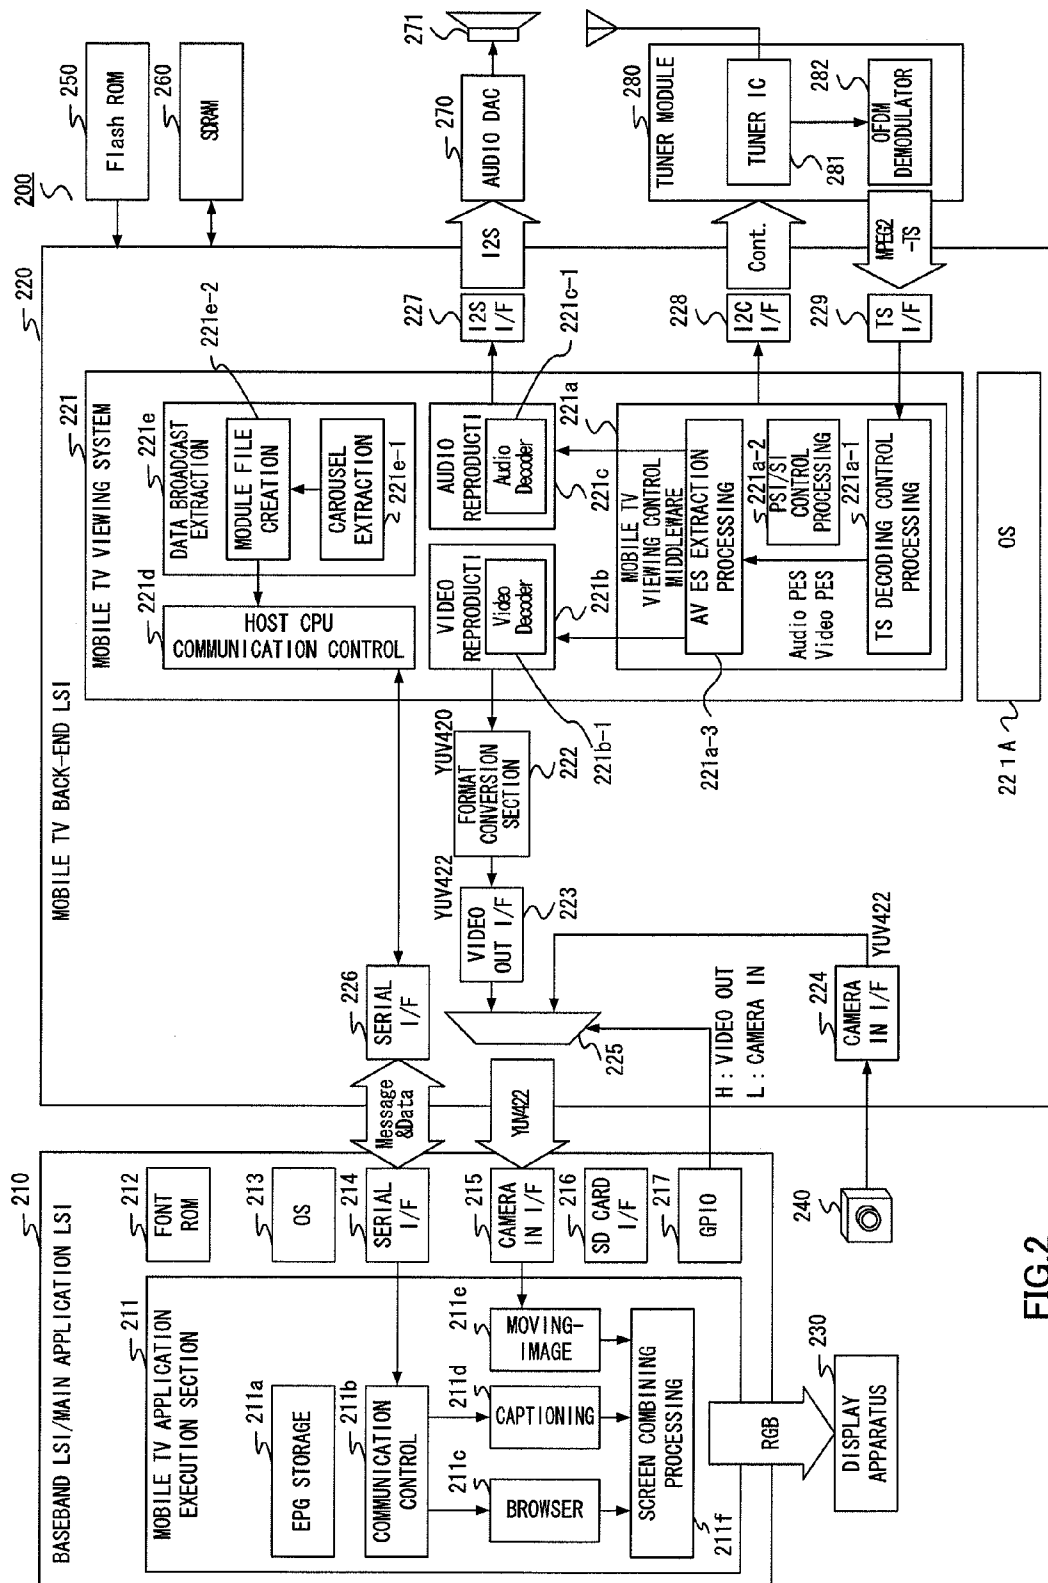 200
210
BASEBAND LSI/MAIN APPLICATION LSI
211
MOBILE TV APPLICATION
EXECUTION SECTION
211a
EPG STORAGE
211b
COMMUNICATION
CONTROL
211c
BROWSER
211d
CAPTIONING
211e
MOVING-
IMAGE
SCREEN COMBINING
PROCESSING
211f
212
FONT
ROM
213
OS
214
SERIAL
I/F
215
CAMERA
IN I/F
216
SD CARD
I/F
217
GPIO
RGB
230
DISPLAY
APPARATUS
240
Message
&Data
YUV422
220
MOBILE TV BACK-END LSI
226
SERIAL
I/F
225
H : VIDEO OUT
L : CAMERA IN
224
CAMERA
IN I/F
YUV422
YUV422
VIDEO
OUT I/F
223
YUV420
FORMAT
CONVERSION
SECTION
222
221
MOBILE TV VIEWING SYSTEM
221d
HOST CPU
COMMUNICATION CONTROL
221e
DATA BROADCAST
EXTRACTION
MODULE FILE
CREATION
221e-2
CAROUSEL
EXTRACTION
221e-1
VIDEO
REPRODUCTI
Video
Decoder
221b
221b-1
AUDIO
REPRODUCTI
Audio
Decoder
221c
221c-1
221a
MOBILE TV
VIEWING CONTROL
MIDDLEWARE
AV ES EXTRACTION
PROCESSING
221a-3
221a-2
PSI/SI
CONTROL
PROCESSING
221a-1
Audio PES
Video PES
TS DECODING CONTROL
PROCESSING
OS
221A
227
I2S
I/F
228
I2C
I/F
229
TS
I/F
I2S
Cont.
MPEG2
-TS
250
Flash ROM
260
SDRAM
270
AUDIO DAC
271
280
TUNER MODULE
TUNER IC
281
282
OFDM
DEMODULATOR
FIG.2